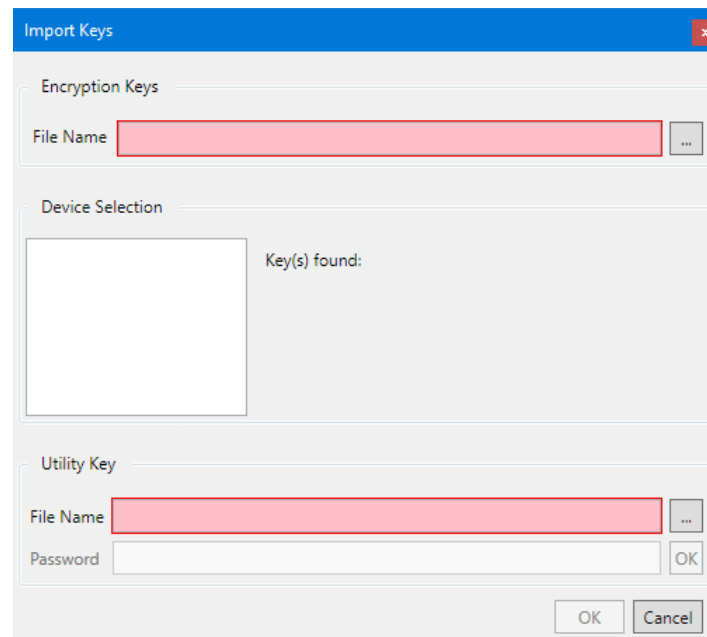 Import Keys
Encryption Keys
File Name
...
Device Selection
Key(s) found:
Utility Key
File Name
...
Password
OK
OK
Cancel